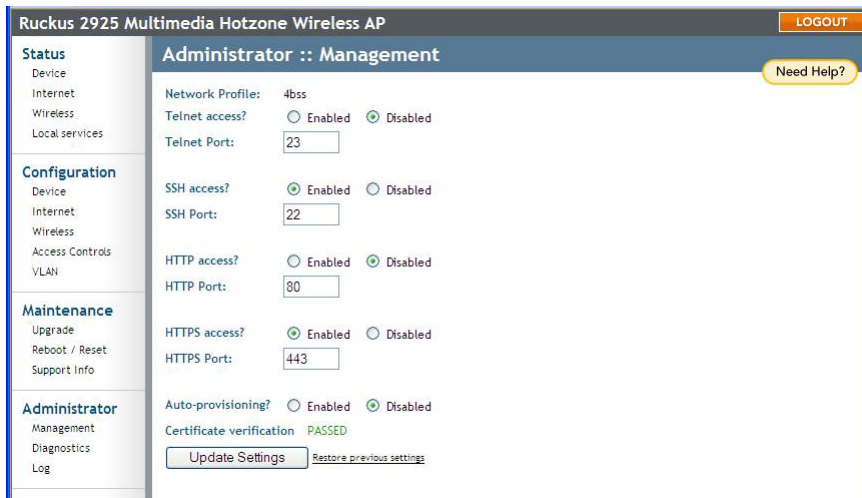 Ruckus 2925 Multimedia Hotzone Wireless AP
LOGOUT
Status
Device
Internet
Wireless
Local services
Configuration
Device
Internet
Wireless
Access Controls
VLAN
Maintenance
Upgrade
Reboot / Reset
Support Info
Administrator
Management
Diagnostics
Log
Administrator :: Management
Need Help?
Network Profile: 4bss
Telnet access? Enabled Disabled
Telnet Port: 23
SSH access? Enabled Disabled
SSH Port: 22
HTTP access? Enabled Disabled
HTTP Port: 80
HTTPS access? Enabled Disabled
HTTPS Port: 443
Auto-provisioning? Enabled Disabled
Certificate verification PASSED
Update Settings Restore previous settings